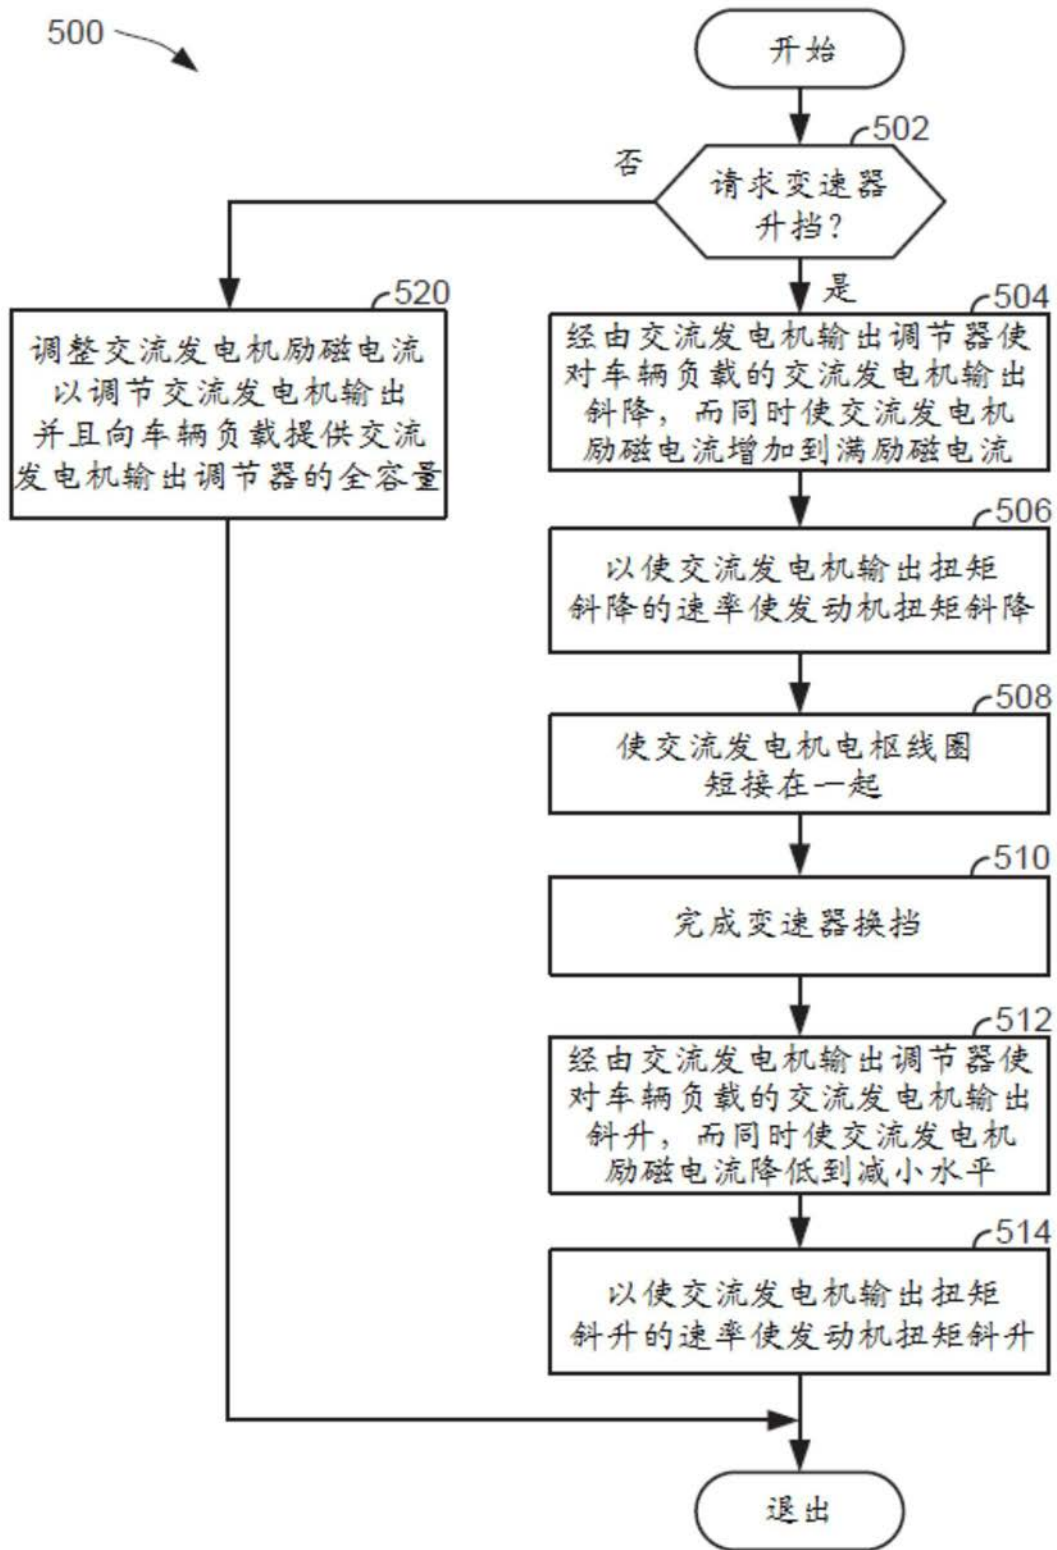 500
开始
502
请求变速器
升挡?
否
是
520
调整交流发电机励磁电流
以调节交流发电机输出
并且向车辆负载提供交流
发电机输出调节器的全容量
504
经由交流发电机输出调节器使
对车辆负载的交流发电机输出
斜降，而同时使交流发电机
励磁电流增加到满励磁电流
506
以使交流发电机输出扭矩
斜降的速率使发动机扭矩斜降
508
使交流发电机电枢线圈
短接在一起
510
完成变速器换挡
512
经由交流发电机输出调节器使
对车辆负载的交流发电机输出
斜升，而同时使交流发电机
励磁电流降低到减小水平
514
以使交流发电机输出扭矩
斜升的速率使发动机扭矩斜升
退出